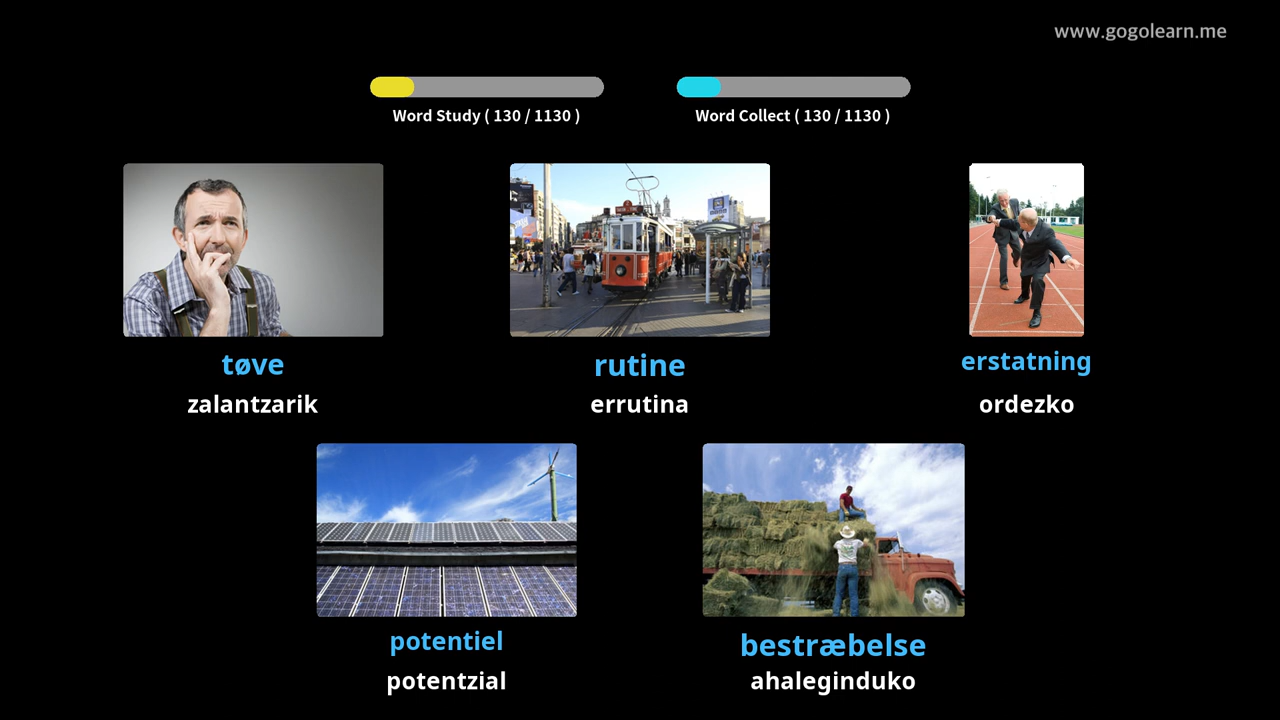 www.gogolearn.me
Word Study ( 130 / 1130 )
Word Collect ( 130 / 1130 )
tøve
zalantzarik
rutine
errutina
erstatning
ordezko
potentiel
potentzial
bestræbelse
ahaleginduko